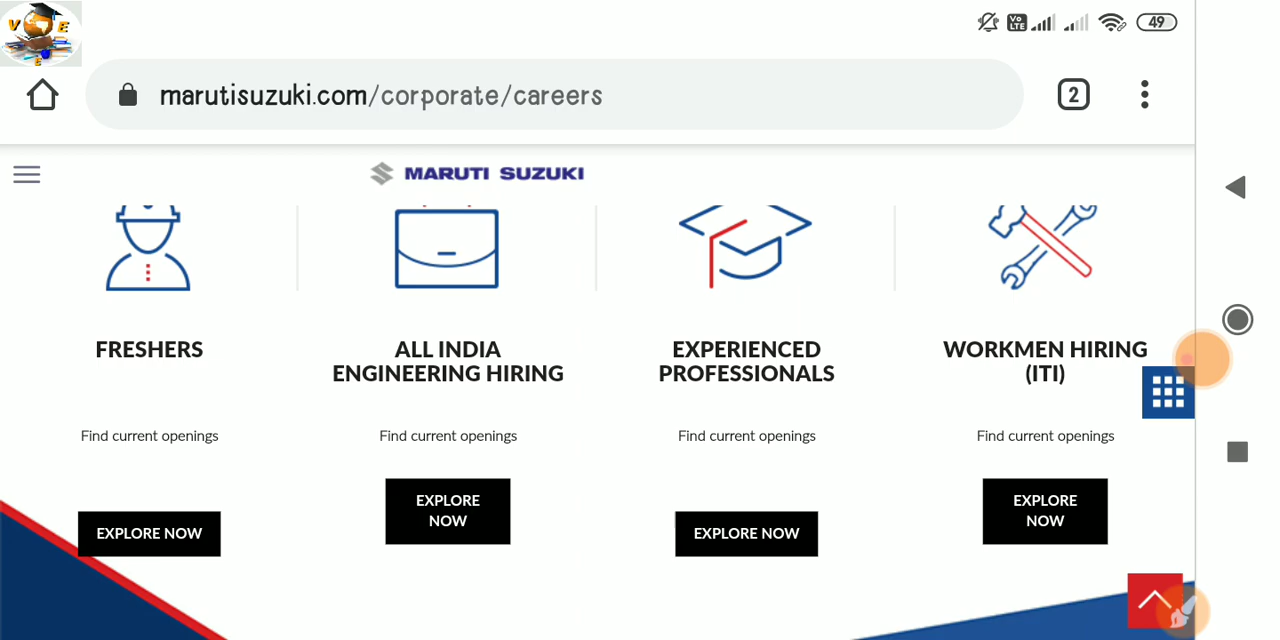 V E E
Vo LTE
49
marutisuzuki.com/corporate/careers
2
MARUTI SUZUKI
FRESHERS
ALL INDIA
ENGINEERING HIRING
EXPERIENCED
PROFESSIONALS
WORKMEN HIRING
(ITI)
Find current openings
Find current openings
Find current openings
Find current openings
EXPLORE NOW
EXPLORE
NOW
EXPLORE NOW
EXPLORE
NOW